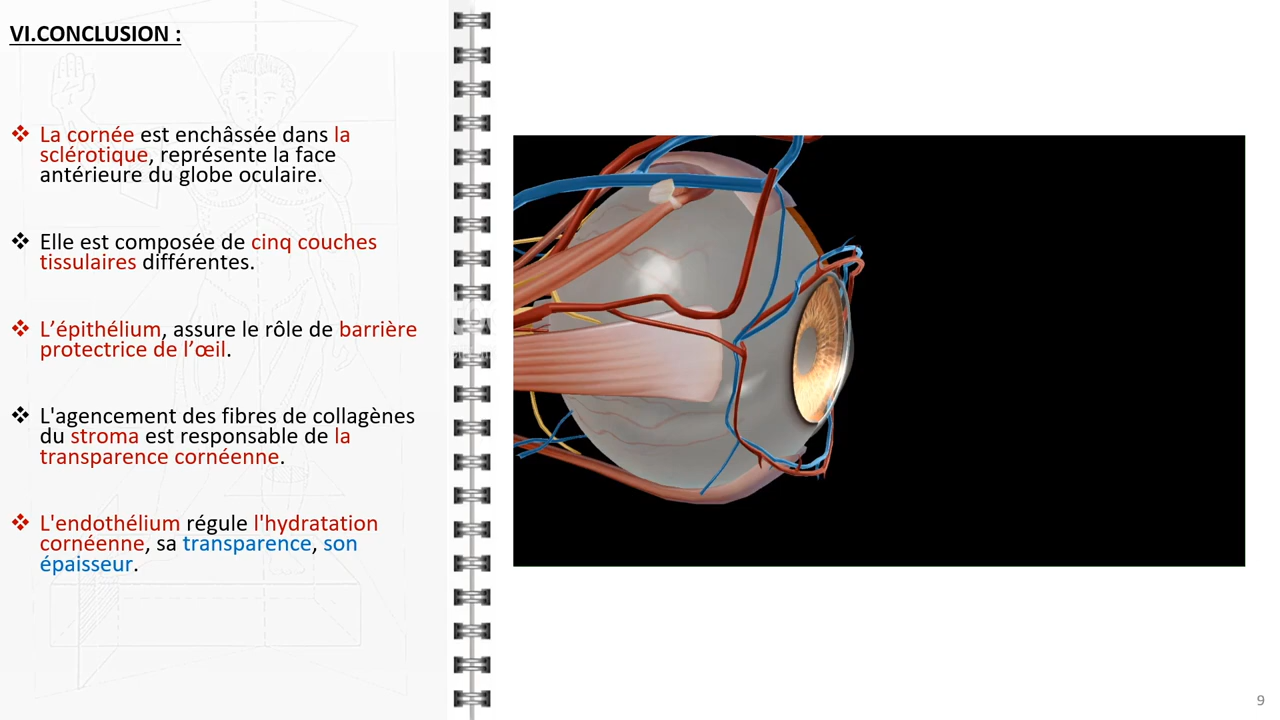 VI.CONCLUSION :
❖ La cornée est enchâssée dans la
sclérotique, représente la face
antérieure du globe oculaire.
❖ Elle est composée de cinq couches
tissulaires différentes.
❖ L’épithélium, assure le rôle de barrière
protectrice de l’œil.
❖ L'agencement des fibres de collagènes
du stroma est responsable de la
transparence cornéenne.
❖ L'endothélium régule l'hydratation
cornéenne, sa transparence, son
épaisseur.
9